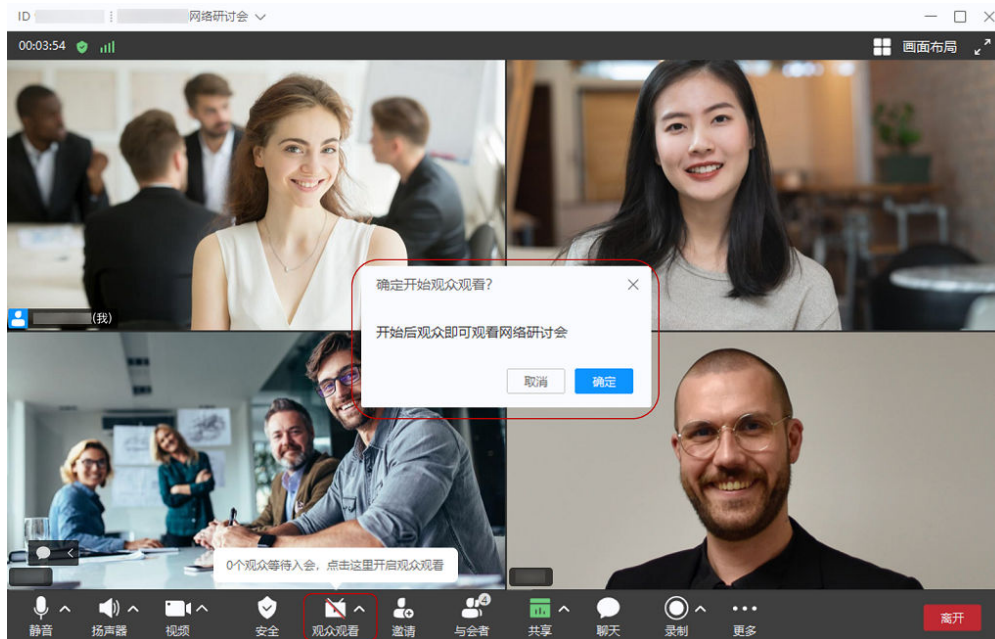 ID
网络研讨会
00:03:54
画面布局
(我)
确定开始观众观看?
开始后观众即可观看网络研讨会
取消
确定
0个观众等待入会，点击这里开启观众观看
静音
扬声器
视频
安全
观众观看
邀请
4
与会者
共享
聊天
录制
更多
离开